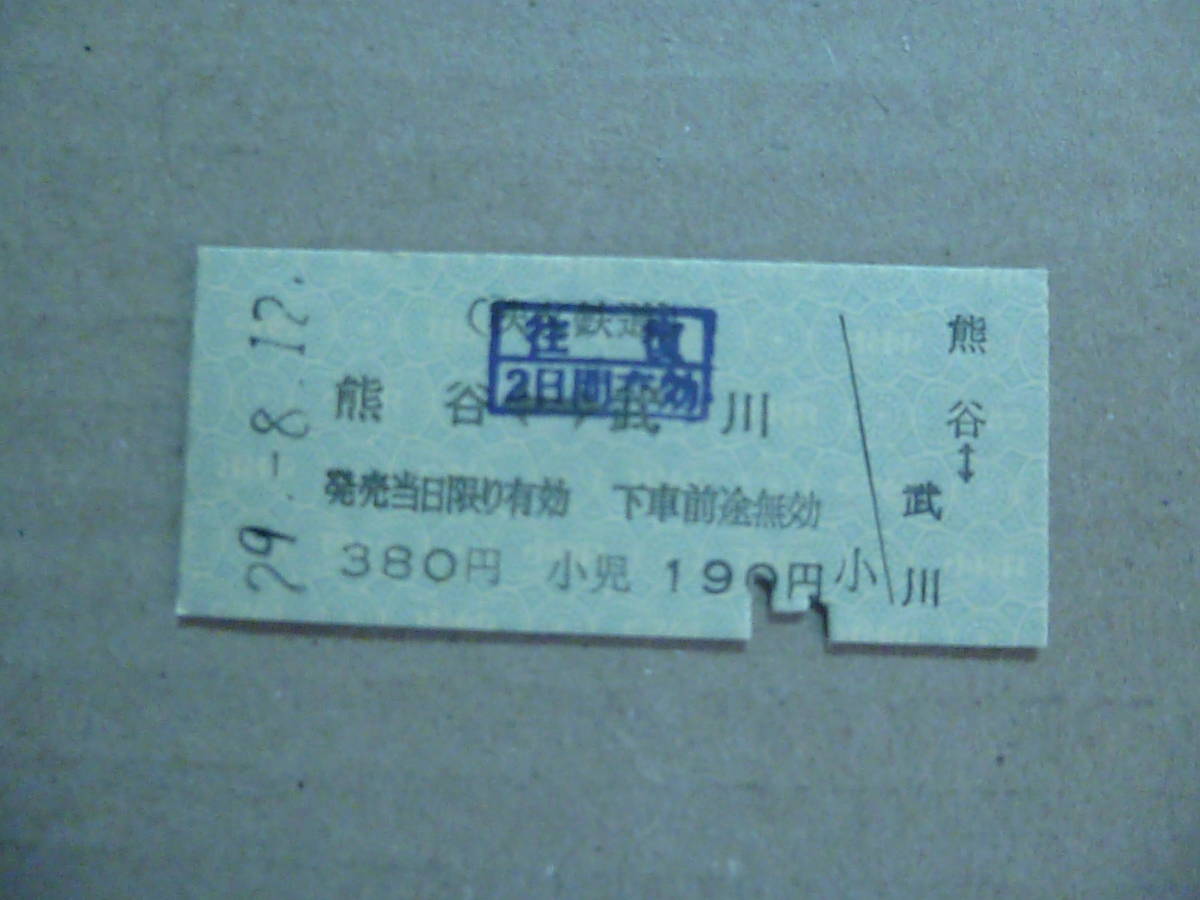 29.-8.12.
(秩父鉄道)
往復
2日間有効
熊谷←→武川
発売当日限り有効 下車前途無効
380円 小児 190円
小
熊谷↔
武川